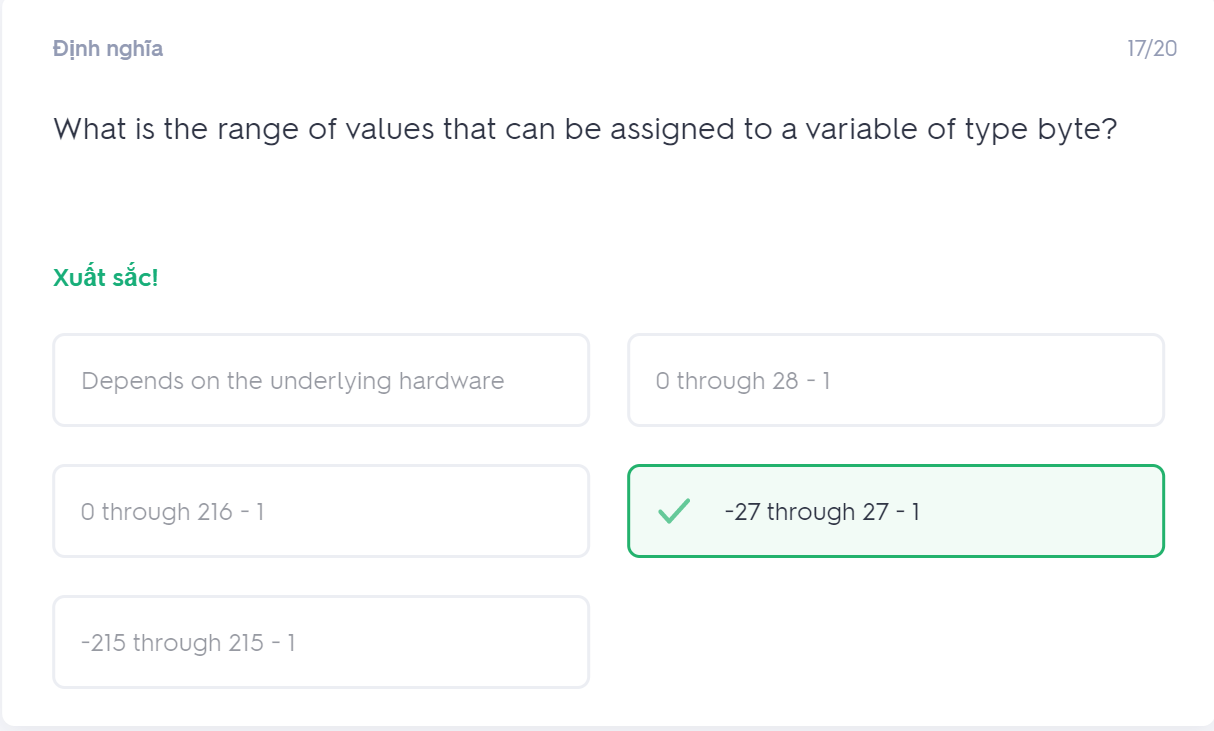 Định nghĩa
17/20
What is the range of values that can be assigned to a variable of type byte?
Xuất sắc!
Depends on the underlying hardware
0 through 28 - 1
0 through 216 - 1
-27 through 27 - 1
-215 through 215 - 1